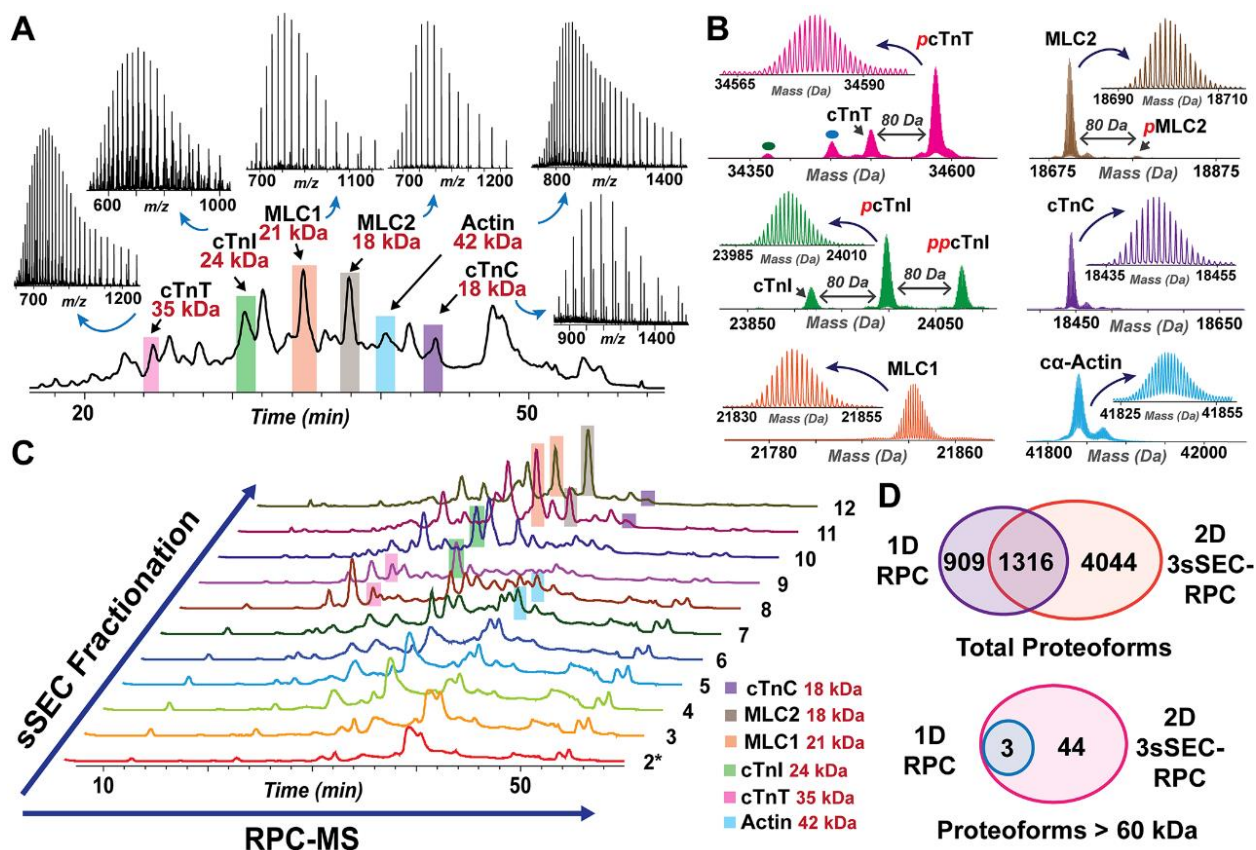 A
600
m/z
1000
700
m/z
1100
700
m/z
1200
800
m/z
1400
700
m/z
1200
cTnT
35 kDa
cTnI
24 kDa
MLC1
21 kDa
MLC2
18 kDa
Actin
42 kDa
cTnC
18 kDa
900
m/z
1400
20
Time (min)
50
B
pcTnT
34565
Mass (Da)
34590
cTnT
80 Da
34350
Mass (Da)
34600
MLC2
18690
Mass (Da)
18710
80 Da
pMLC2
18675
Mass (Da)
18875
pcTnI
23985
Mass (Da)
24010
ppcTnI
cTnI
80 Da
80 Da
23850
Mass (Da)
24050
cTnC
18435
Mass (Da)
18455
18450
Mass (Da)
18650
MLC1
21830
Mass (Da)
21855
21780
Mass (Da)
21860
cα-Actin
41825
Mass (Da)
41855
41800
Mass (Da)
42000
C
sSEC Fractionation
12
11
10
9
8
7
6
5
4
3
2*
10
Time (min)
50
RPC-MS
cTnC 18 kDa
MLC2 18 kDa
MLC1 21 kDa
cTnI 24 kDa
cTnT 35 kDa
Actin 42 kDa
D
1D
RPC
909
1316
4044
2D
3sSEC-
RPC
Total Proteoforms
1D
RPC
3
44
2D
3sSEC-
RPC
Proteoforms > 60 kDa